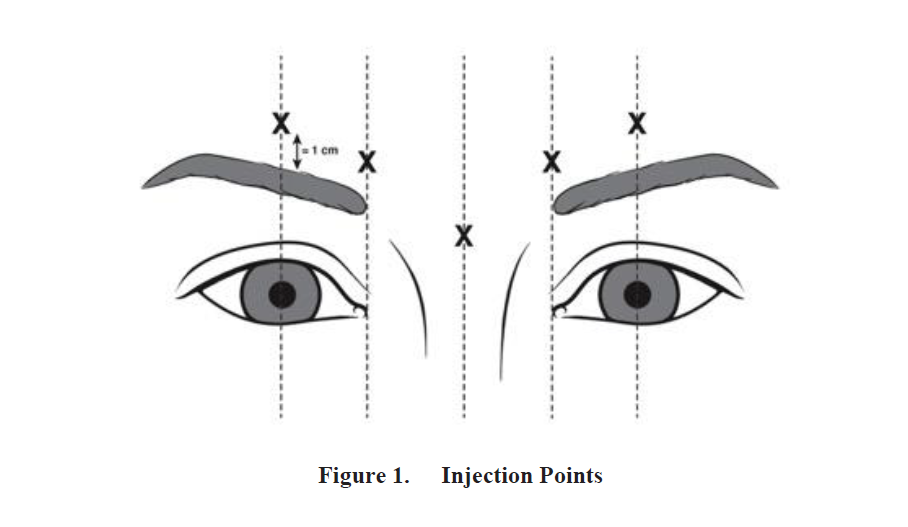 X X
= 1 cm
X X
X
Figure 1. Injection Points